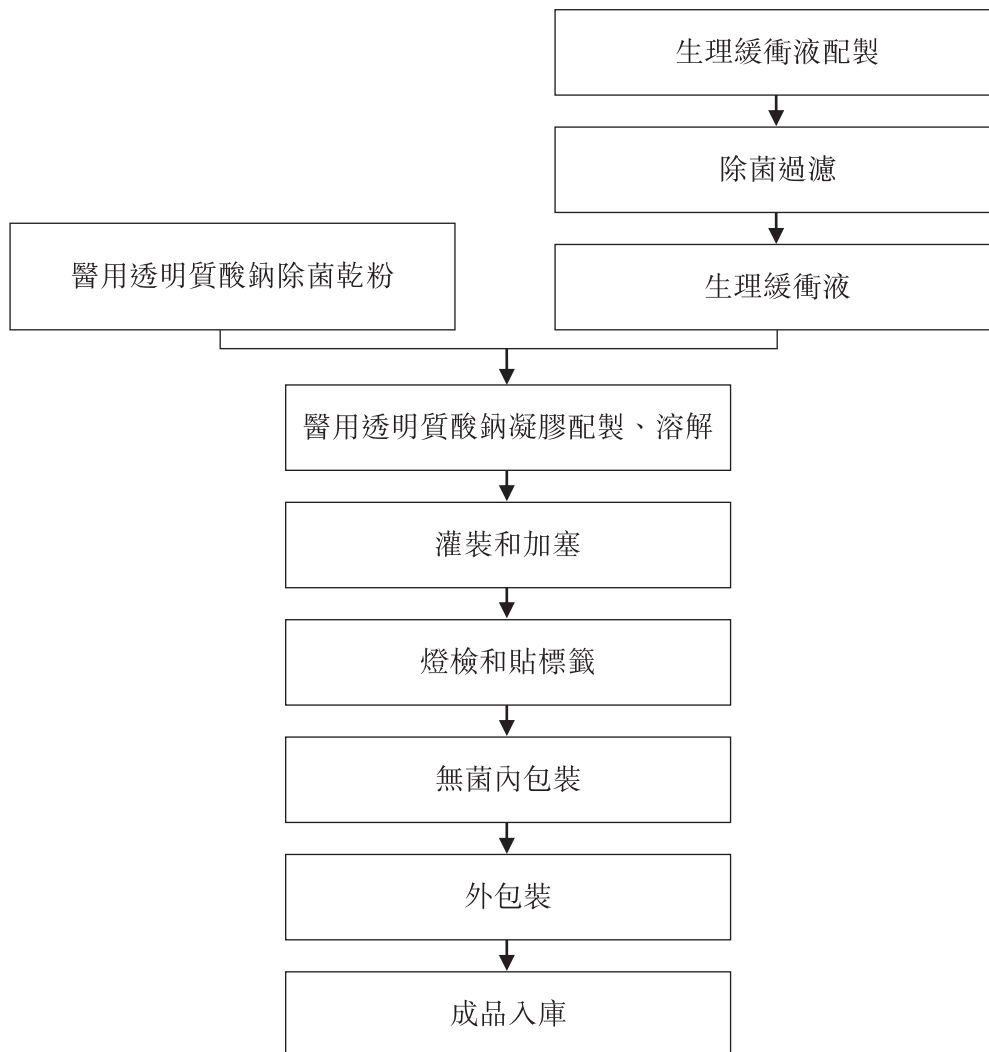 生理緩衝液配製
除菌過濾
醫用透明質酸鈉除菌乾粉
生理緩衝液
醫用透明質酸鈉凝膠配製、溶解
灌裝和加塞
燈檢和貼標籤
無菌內包裝
外包裝
成品入庫